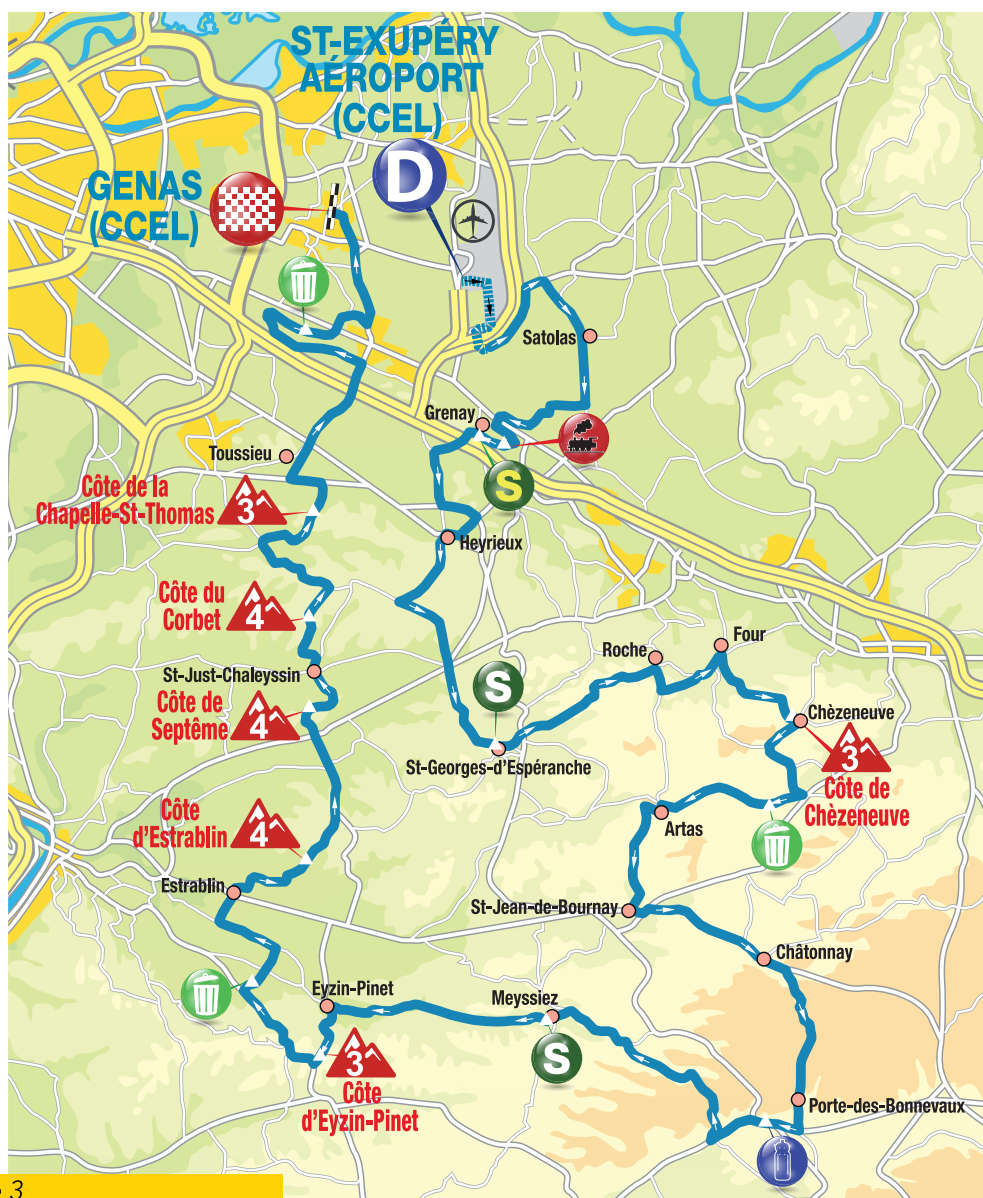 ST-EXUPÉRY
AÉROPORT
(CCEL)
D
GENAS
(CCEL)
Satolas
Grenay
S
Toussieu
Côte de la
Chapelle-St-Thomas
3
Heyrieux
Côte du
Corbet
4
Roche
Four
St-Just-Chaleyssin
S
Côte de
Septême
4
Chèzeneuve
3
Côte de
Chèzeneuve
St-Georges-d'Espéranche
Côte
d'Estrablin
4
Artas
Estrablin
St-Jean-de-Bournay
Châtonnay
Eyzin-Pinet
Meyssiez
S
3
Côte
d'Eyzin-Pinet
Porte-des-Bonnevaux
3